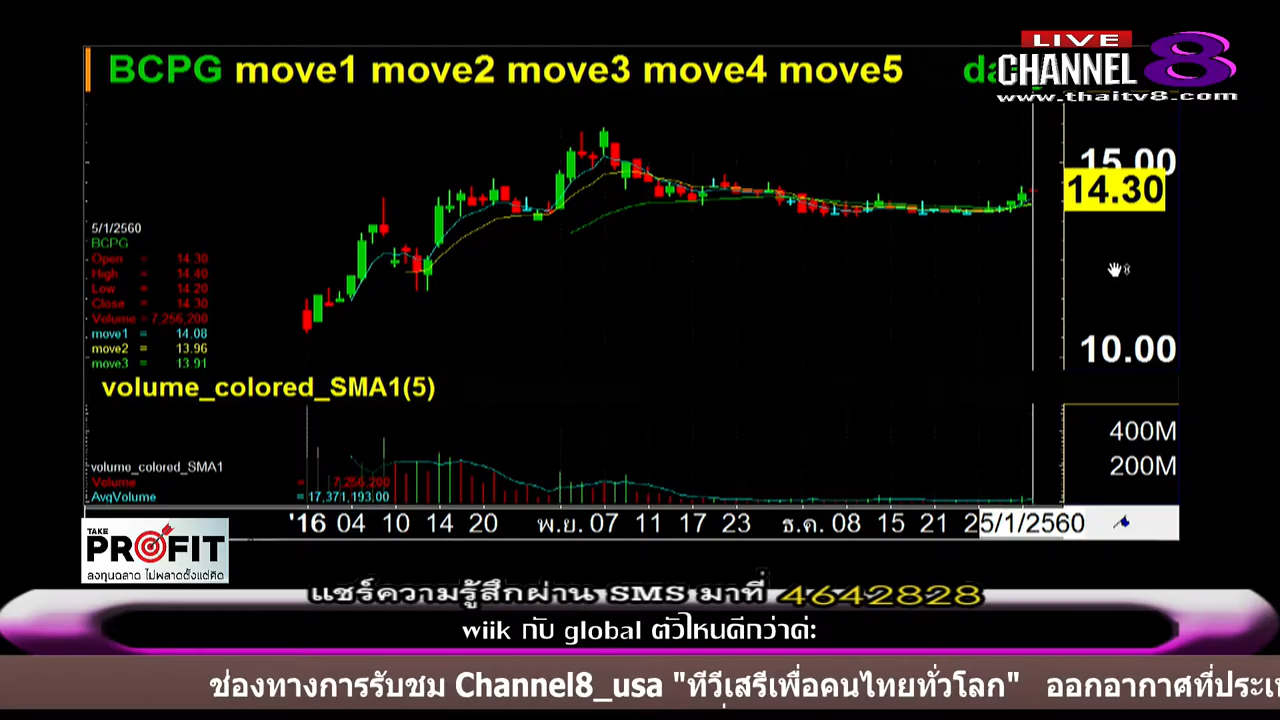 LIVE
CHANNEL 8
www.thaitv8.com
BCPG move1 move2 move3 move4 move5
15.00
14.30
10.00
5/1/2560
BCPG
Open = 14.30
High = 14.40
Low = 14.20
Close = 14.30
Volume = 7,256,200
move1 = 14.08
move2 = 13.96
move3 = 13.91
volume_colored_SMA1(5)
400M
200M
volume_colored_SMA1
Volume = 7,256,200
AvgVolume = 17,371,193.00
'16 04 10 14 20 พ.ย. 07 11 17 23 ธ.ค. 08 15 21 5/1/2560
TAKE
PROFIT
ลงทุนฉลาด ไม่พลาดตั้งแต่คิด
แชร์ความรู้สึกผ่าน SMS มาที่ 4642828
wiik กับ global ตัวไหนดีกว่าค่ะ
ช่องทางการรับชม Channel8_usa "ทีวีเสรีเพื่อคนไทยทั่วโลก" ออกอากาศที่ประเท